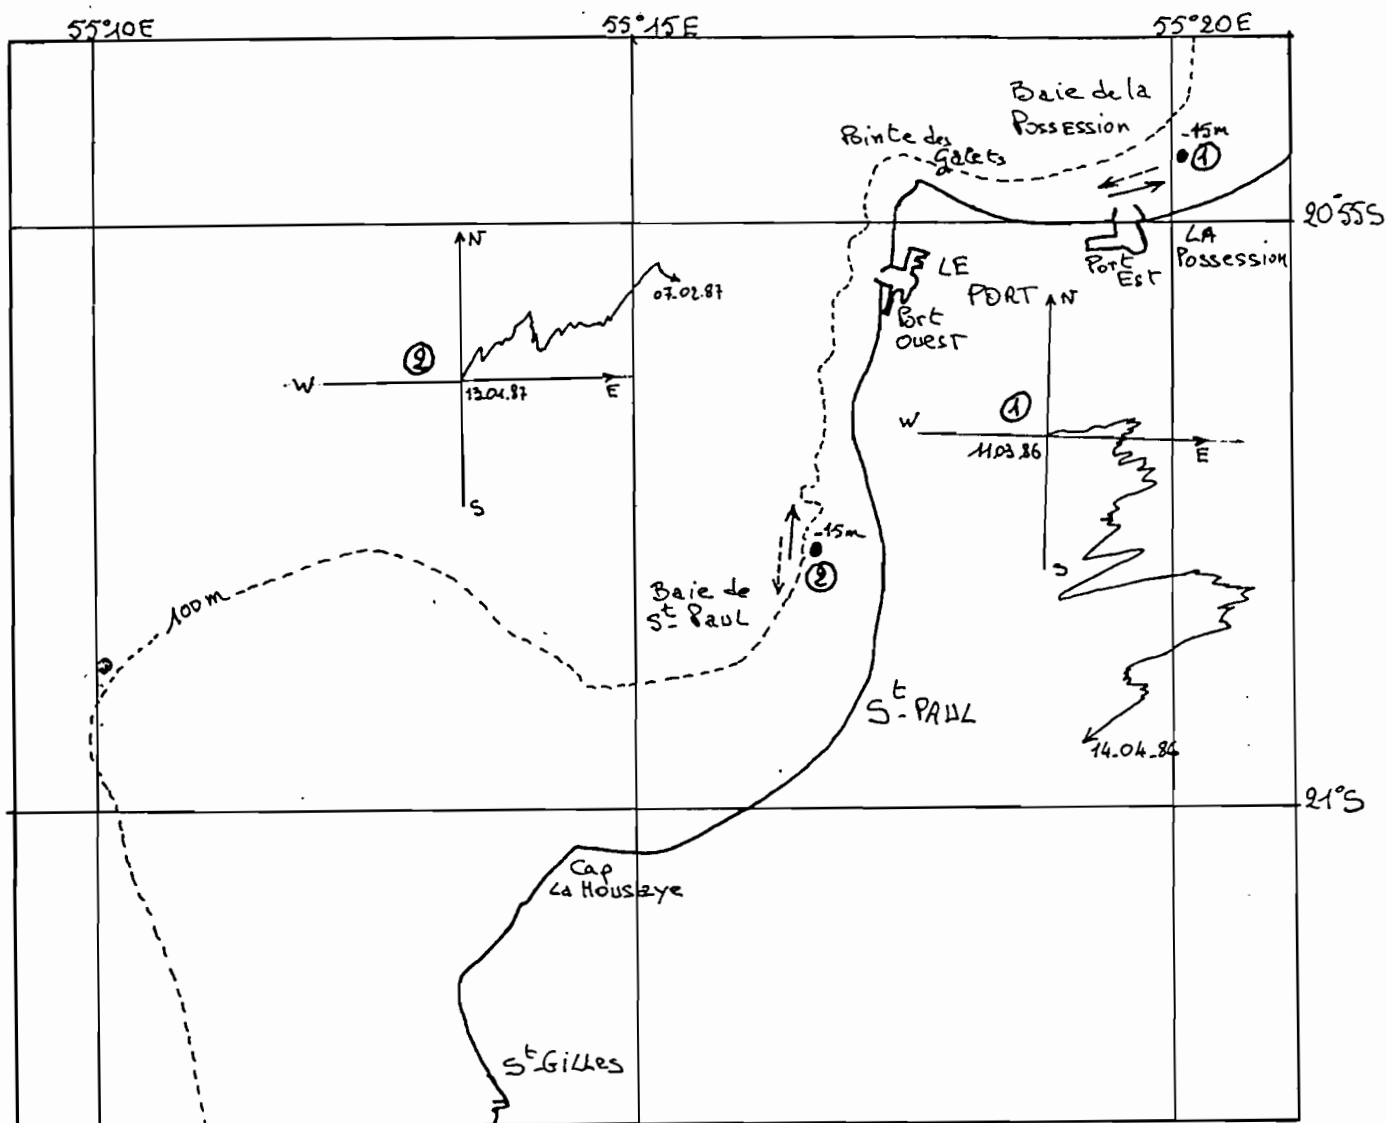 55°10E
55°15E
55°20E
Baie de la
Possession
-15m
①
Pointe des
Galets
20°55S
LA
Possession
Port
Est
LE
PORT
Port
OUEST
N
07.02.87
②
W
E
13.01.87
S
N
①
W
E
11.03.86
S
14.04.86
-15m
②
Baie de
St Paul
100m
St-PAUL
21°S
Cap
La Houssaye
St-GiLLes